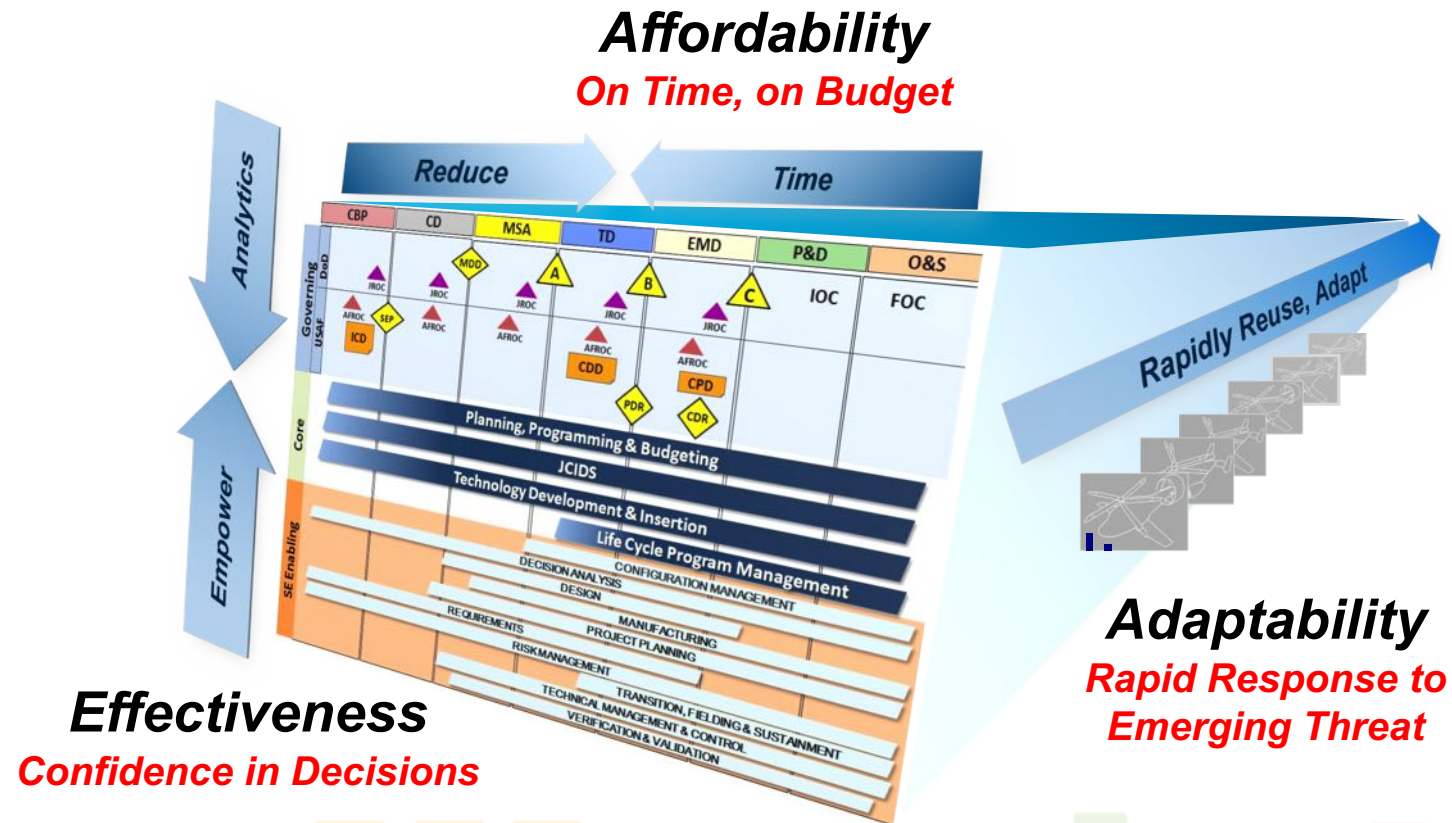 Affordability
On Time, on Budget
Analytics
Reduce
Time
CBP
CD
MSA
TD
EMD
P&D
O&S
Rapidly Reuse, Adapt
Governing
DoD
USAF
MDD
A
B
C
IOC
FOC
JROC
JROC
JROC
JROC
JROC
AFROC
SEP
AFROC
AFROC
AFROC
AFROC
ICD
CDD
CPD
PDR
CDR
Core
Planning, Programming & Budgeting
JCIDS
Technology Development & Insertion
Life Cycle Program Management
Empower
SE Enabling
CONFIGURATION MANAGEMENT
DECISION ANALYSIS
DESIGN
MANUFACTURING
PROJECT PLANNING
REQUIREMENTS
RISK MANAGEMENT
TRANSITION, FIELDING & SUSTAINMENT
TECHNICAL MANAGEMENT & CONTROL
VERIFICATION & VALIDATION
Adaptability
Rapid Response to
Emerging Threat
Effectiveness
Confidence in Decisions